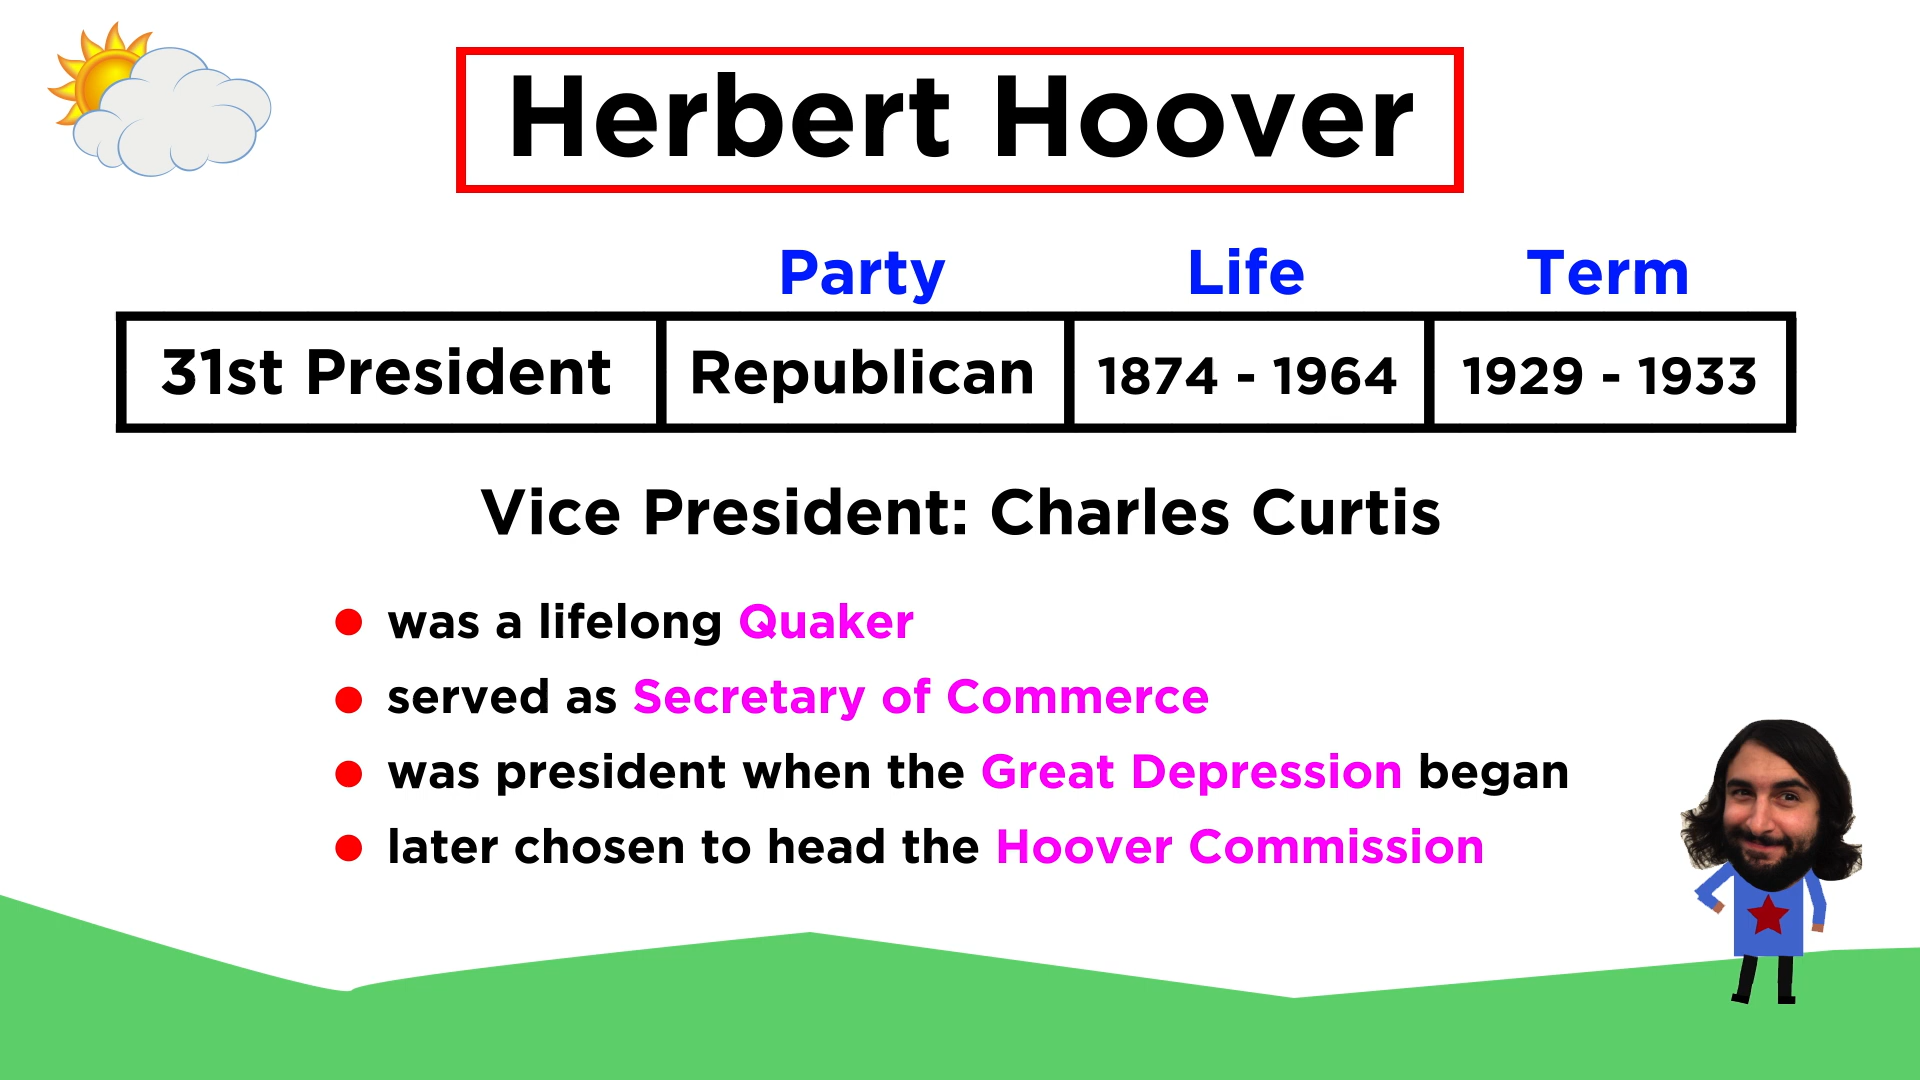 Herbert Hoover
Party Life Term
31st President Republican 1874 - 1964 1929 - 1933
Vice President: Charles Curtis
was a lifelong Quaker
served as Secretary of Commerce
was president when the Great Depression began
later chosen to head the Hoover Commission